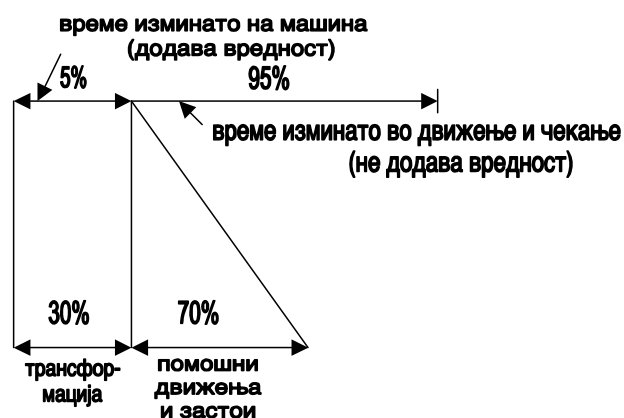 време изминато на машина
(додава вредност)
5%
95%
време изминато во движење и чекање
(не додава вредност)
30%
70%
трансфор-
мација
помошни
движења
и застои